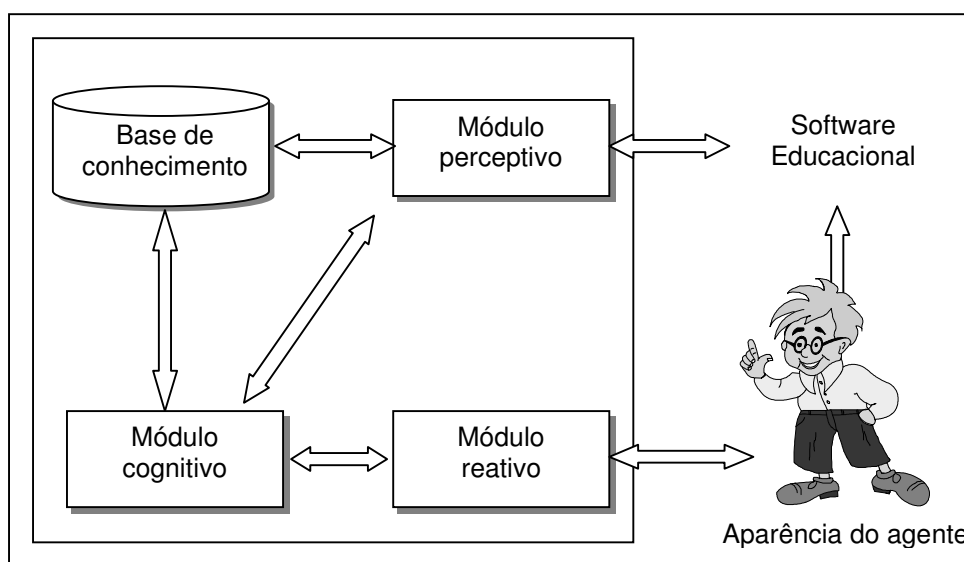 Base de
conhecimento
Módulo
perceptivo
Software
Educacional
Módulo
cognitivo
Módulo
reativo
Aparência do agente